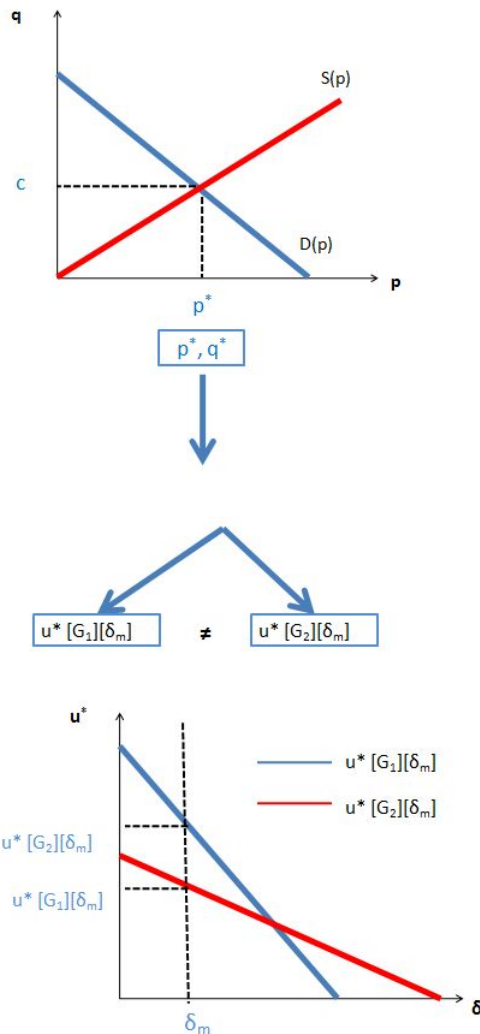 q
S(p)
c
D(p)
p
p*
p*, q*
u* [G₁][δₘ] ≠ u* [G₂][δₘ]
u*
u* [G₁][δₘ]
u* [G₂][δₘ]
u* [G₂][δₘ]
u* [G₁][δₘ]
δₘ
δ